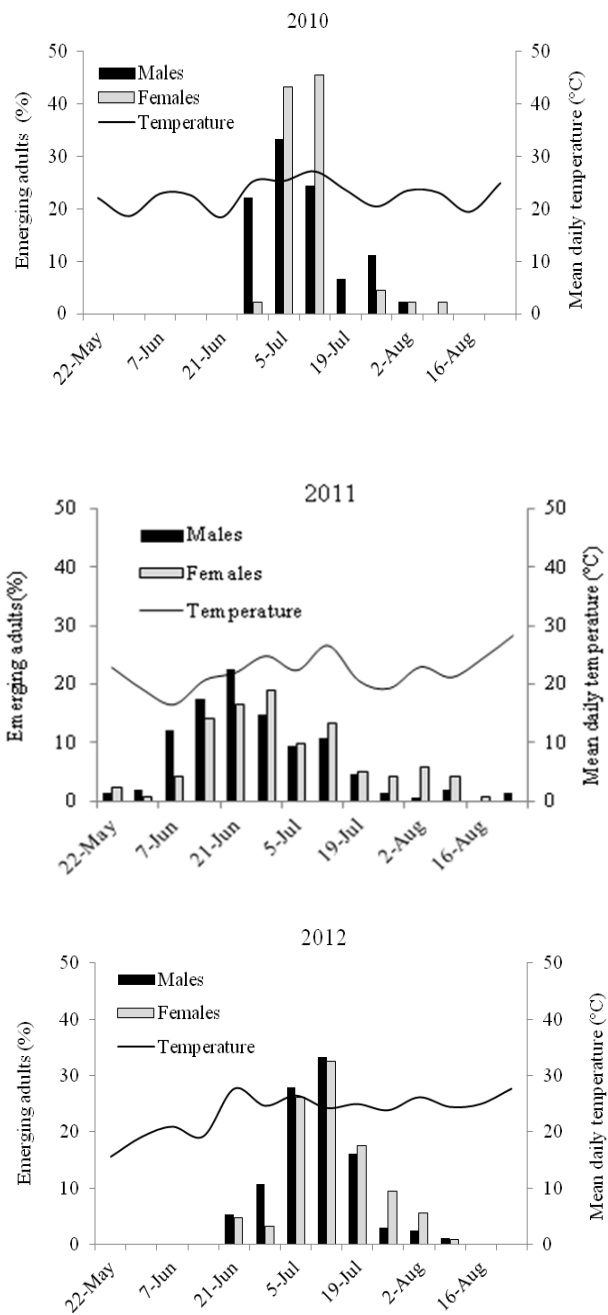 2010
50
40
30
20
10
0
Emerging adults (%)
Males
Females
Temperature
50
40
30
20
10
0
Mean daily temperature (°C)
22-May
7-Jun
21-Jun
5-Jul
19-Jul
2-Aug
16-Aug
2011
50
40
30
20
10
0
Emerging adults(%)
Males
Females
Temperature
50
40
30
20
10
0
Mean daily temperature (°C)
22-May
7-Jun
21-Jun
5-Jul
19-Jul
2-Aug
16-Aug
2012
50
40
30
20
10
0
Emerging adults (%)
Males
Females
Temperature
50
40
30
20
10
0
Mean daily temperature (°C)
22-May
7-Jun
21-Jun
5-Jul
19-Jul
2-Aug
16-Aug